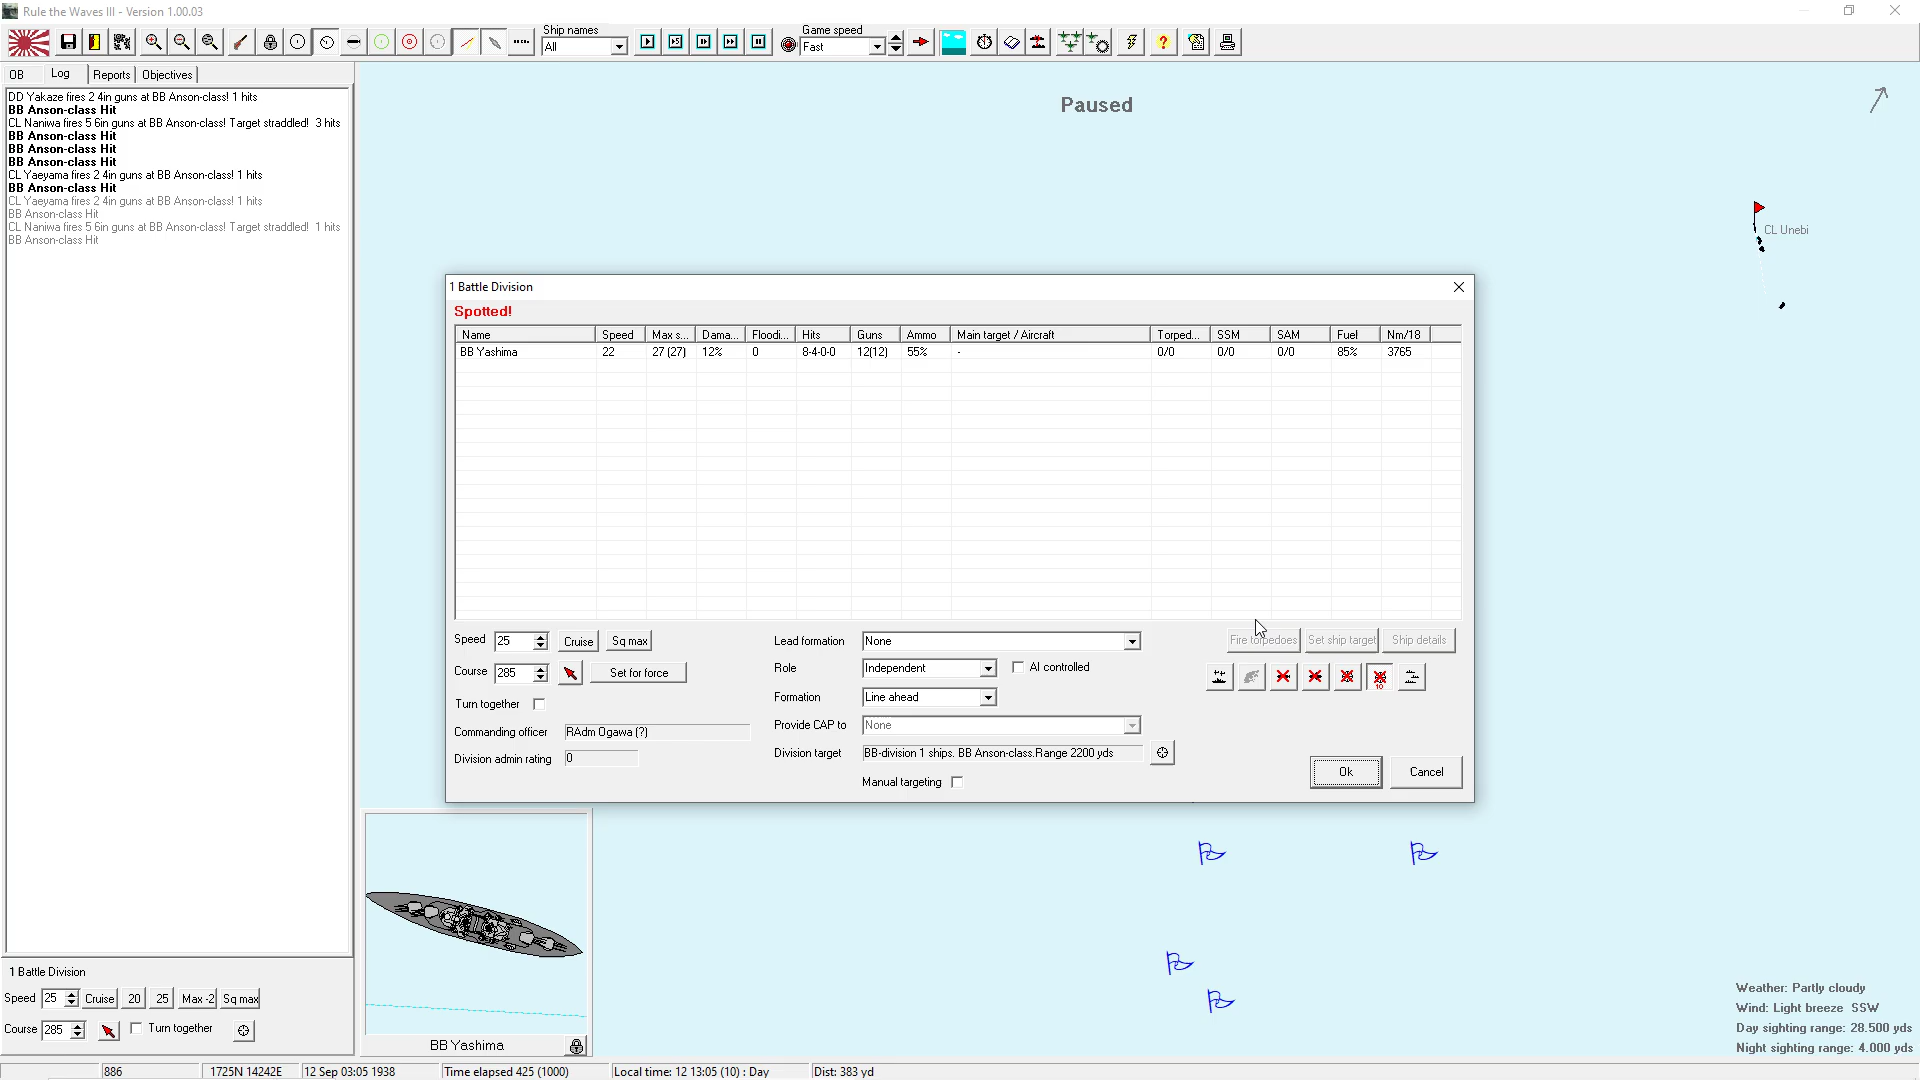 Rule the Waves III - Version 1.00.03
Ship names
All
Game speed
Fast
OB
Log
Reports
Objectives
DD Yakaze fires 2 4in guns at BB Anson-class! 1 hits
BB Anson-class Hit
CL Naniwa fires 5 6in guns at BB Anson-class! Target straddled! 3 hits
BB Anson-class Hit
BB Anson-class Hit
BB Anson-class Hit
CL Yaeyama fires 2 4in guns at BB Anson-class! 1 hits
BB Anson-class Hit
CL Yaeyama fires 2 4in guns at BB Anson-class! 1 hits
BB Anson-class Hit
CL Naniwa fires 5 6in guns at BB Anson-class! Target straddled! 1 hits
BB Anson-class Hit
Paused
CL Unebi
1 Battle Division
Spotted!
Name Speed Max s... Dama... Floodi... Hits Guns Ammo Main target / Aircraft Torped... SSM SAM Fuel Nm/18
BB Yashima 22 27 (27) 12% 0 8-4-0-0 12(12) 55% - 0/0 0/0 0/0 85% 3765
Speed 25 Cruise Sq max
Course 285 Set for force
Turn together
Commanding officer RAdm Ogawa (?)
Division admin rating 0
Lead formation None
Role Independent AI controlled
Formation Line ahead
Provide CAP to None
Division target BB-division 1 ships. BB Anson-class.Range 2200 yds
Manual targeting
Fire torpedoes Set ship target Ship details
10
Ok Cancel
1 Battle Division
Speed 25 Cruise 20 25 Max -2 Sq max
Course 285 Turn together
BB Yashima
Weather: Partly cloudy
Wind: Light breeze SSW
Day sighting range: 28.500 yds
Night sighting range: 4.000 yds
886 1725N 14242E 12 Sep 03:05 1938 Time elapsed 425 (1000) Local time: 12 13:05 (10) : Day Dist: 383 yd